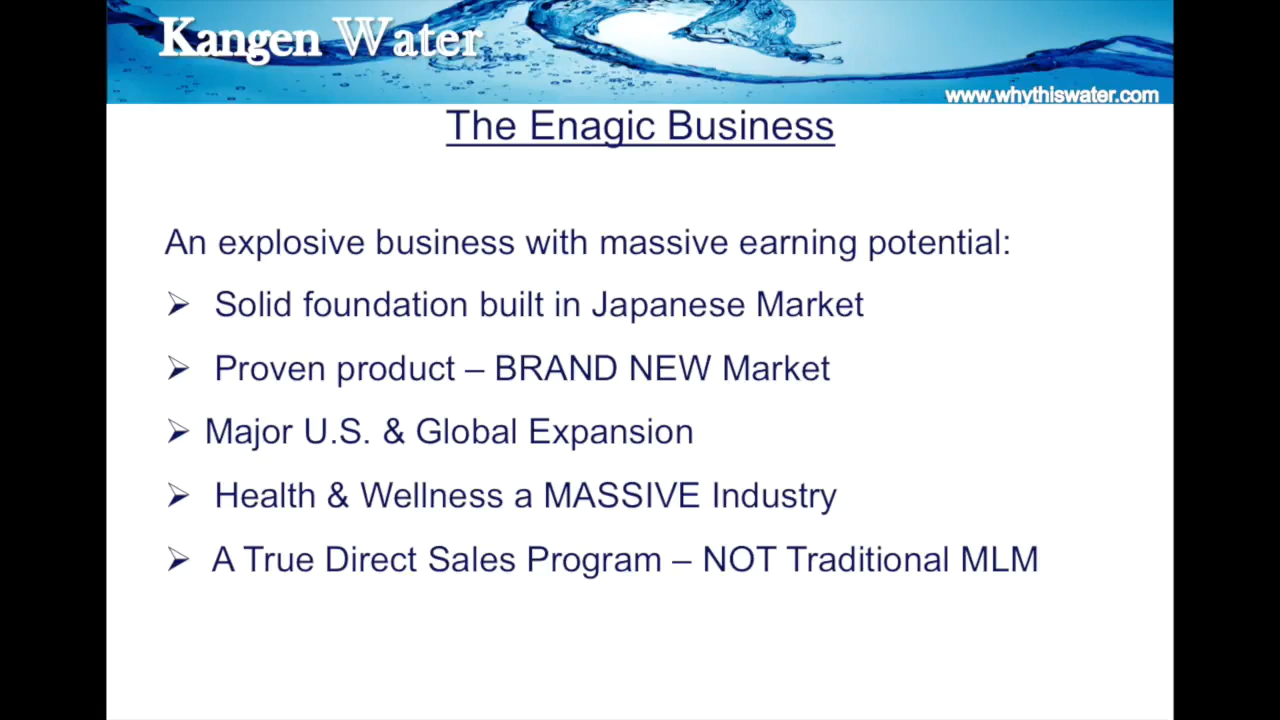 Kangen Water
www.whythiswater.com
The Enagic Business
An explosive business with massive earning potential:
➢ Solid foundation built in Japanese Market
➢ Proven product – BRAND NEW Market
➢ Major U.S. & Global Expansion
➢ Health & Wellness a MASSIVE Industry
➢ A True Direct Sales Program – NOT Traditional MLM